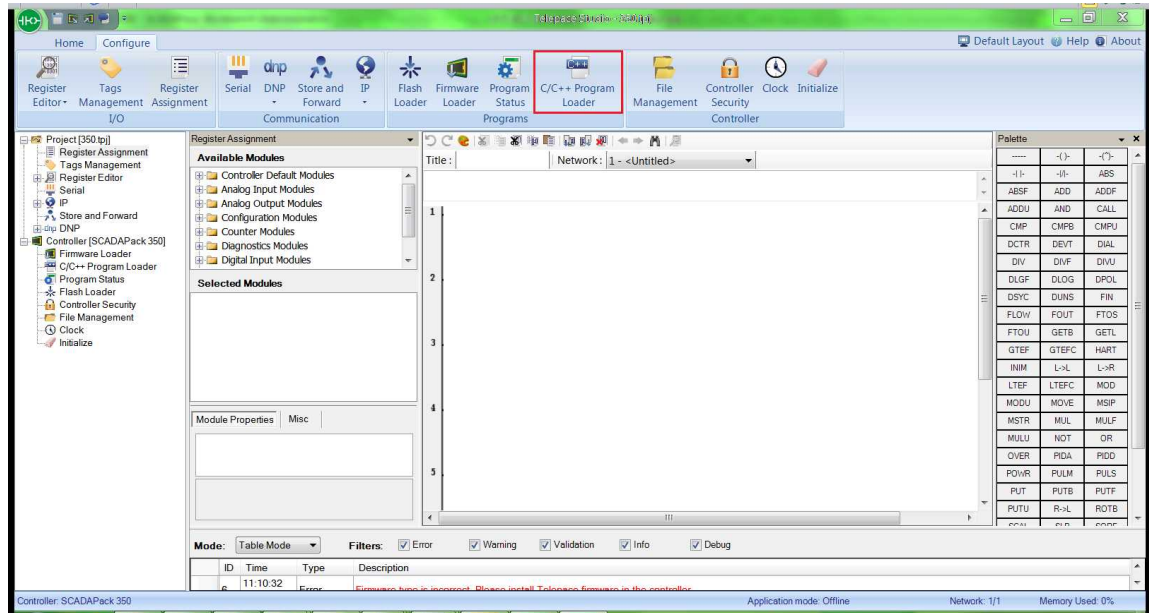 Telepace Studio - [350.tpj]
Home Configure
Default Layout Help About
Register Editor Tags Management Register Assignment
I/O
Serial DNP Store and Forward IP
Communication
Flash Loader Firmware Loader Program Status C/C++ Program Loader
Programs
File Management Controller Security Clock Initialize
Controller
Project [350.tpj]
Register Assignment
Tags Management
Register Editor
Serial
IP
Store and Forward
DNP
Controller [SCADAPack 350]
Firmware Loader
C/C++ Program Loader
Program Status
Flash Loader
Controller Security
File Management
Clock
Initialize
Register Assignment
Available Modules
Controller Default Modules
Analog Input Modules
Analog Output Modules
Configuration Modules
Counter Modules
Diagnostics Modules
Digital Input Modules
Selected Modules
Module Properties Misc
Title : Network : 1 - <Untitled>
1
2
3
4
5
Palette
----- -( )- -(^)-
-| |- -|/|- ABS
ABSF ADD ADDF
ADDU AND CALL
CMP CMPB CMPU
DCTR DEVT DIAL
DIV DIVF DIVU
DLGF DLOG DPOL
DSYC DUNS FIN
FLOW FOUT FTOS
FTOU GETB GETL
GTEF GTEFC HART
INIM L->L L->R
LTEF LTEFC MOD
MODU MOVE MSIP
MSTR MUL MULF
MULU NOT OR
OVER PIDA PIDD
POWR PULM PULS
PUT PUTB PUTF
PUTU R->L ROTB
Mode: Table Mode Filters: Error Warning Validation Info Debug
ID Time Type Description
6 11:10:32 Error Firmware type is incorrect. Please install Telepace firmware in the controller
Controller: SCADAPack 350 Application mode: Offline Network: 1/1 Memory Used: 0%